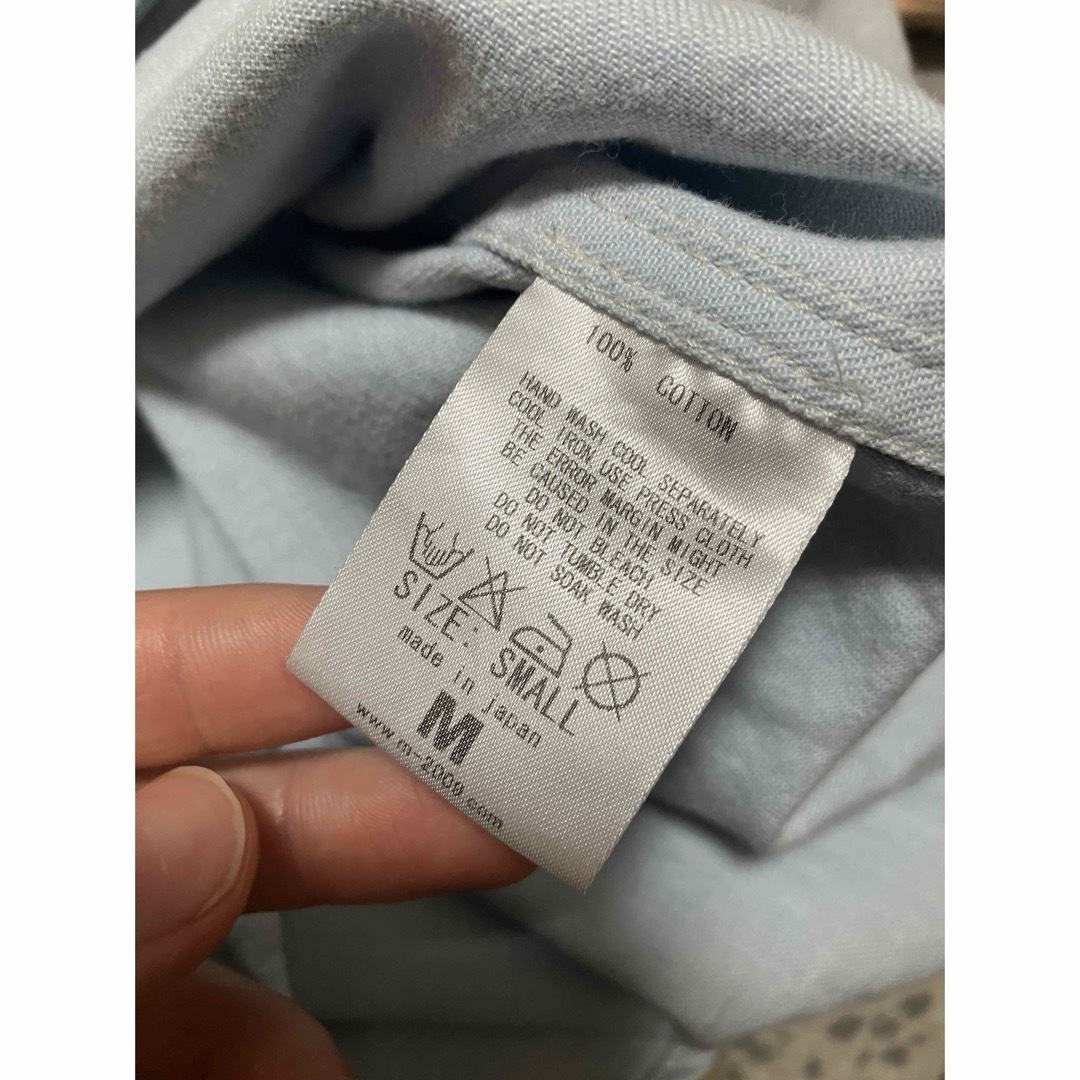 100% COTTON
HAND WASH COOL SEPARATELY
COOL IRON USE PRESS CLOTH
THE ERROR MARGIN MIGHT
BE CAUSED IN THE SIZE
DO NOT BLEACH
DO NOT TUMBLE DRY
DO NOT SOAK WASH
SIZE: SMALL
made in japan
M
www.m-2009.com